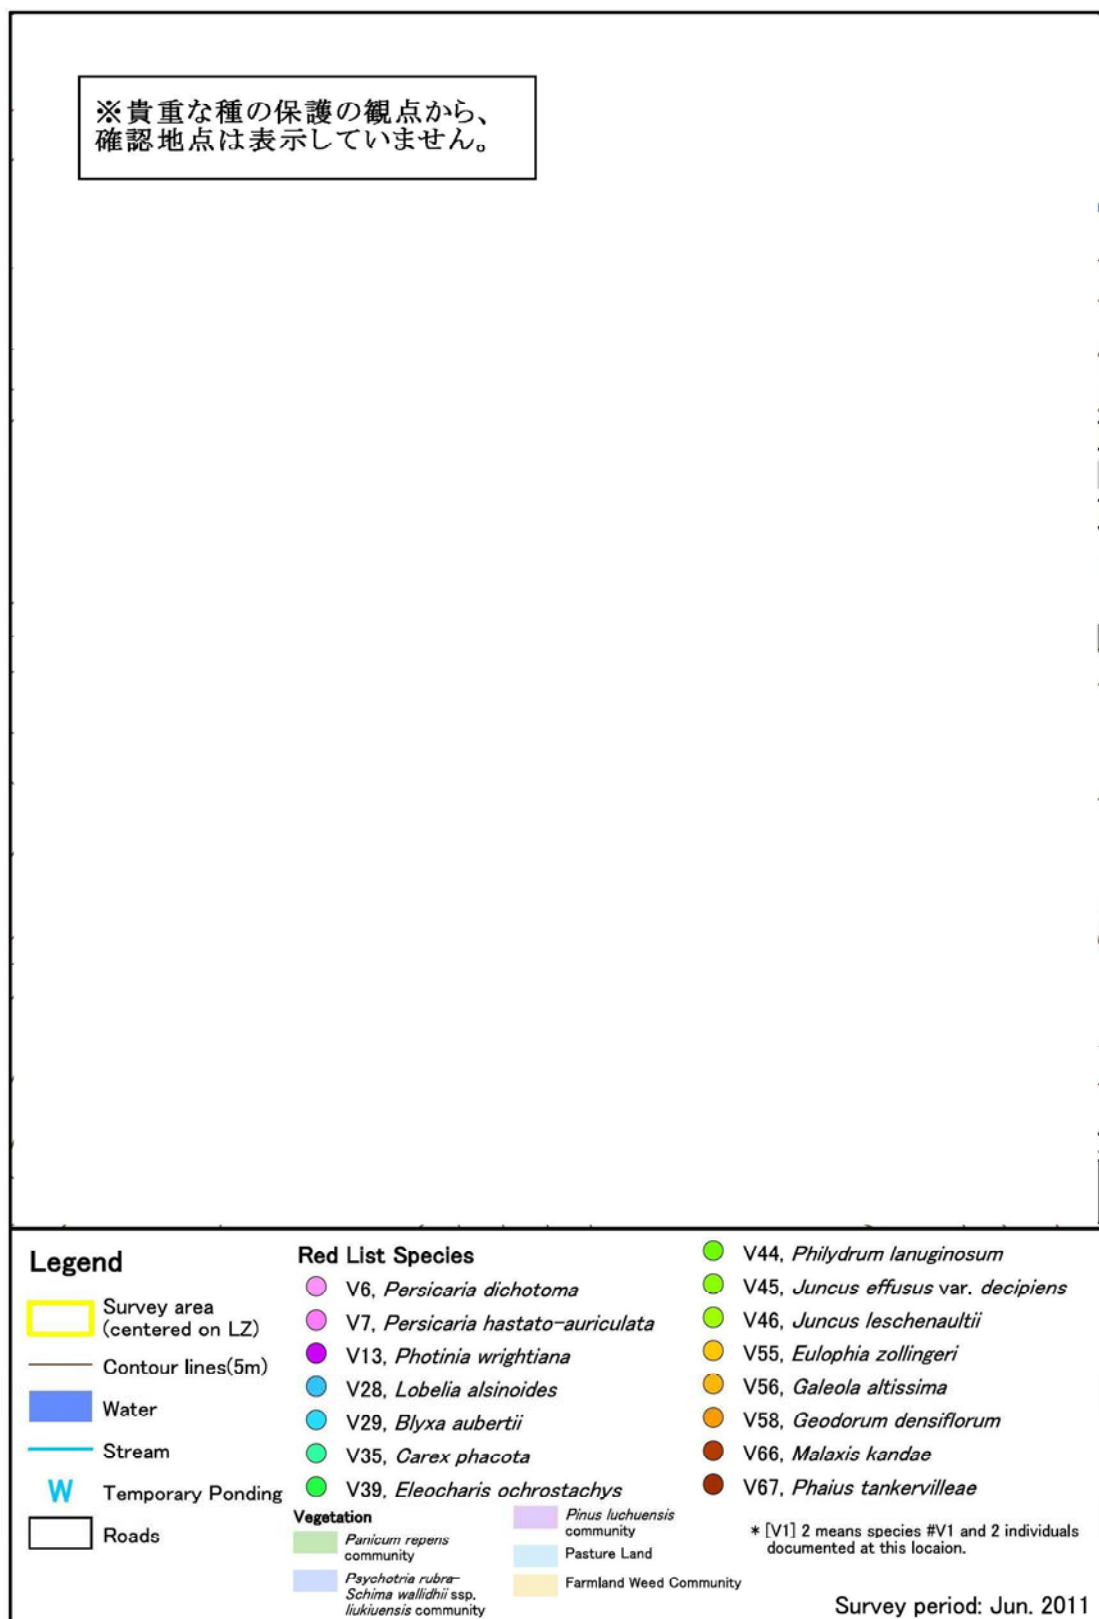 ※貴重な種の保護の観点から、
確認地点は表示していません。
Legend
Survey area
(centered on LZ)
Contour lines(5m)
Water
Stream
W Temporary Ponding
Roads
Red List Species
V6, Persicaria dichotoma
V7, Persicaria hastato-auriculata
V13, Photinia wrightiana
V28, Lobelia alsinoides
V29, Blyxa aubertii
V35, Carex phacota
V39, Eleocharis ochrostachys
V44, Philydrum lanuginosum
V45, Juncus effusus var. decipiens
V46, Juncus leschenaultii
V55, Eulophia zollingeri
V56, Galeola altissima
V58, Geodorum densiflorum
V66, Malaxis kandae
V67, Phaius tankervilleae
Vegetation
Panicum repens
community
Psychotria rubra-
Schima wallidhii ssp.
liukiuensis community
Pinus luchuensis
community
Pasture Land
Farmland Weed Community
* [V1] 2 means species #V1 and 2 individuals
documented at this locaion.
Survey period: Jun. 2011